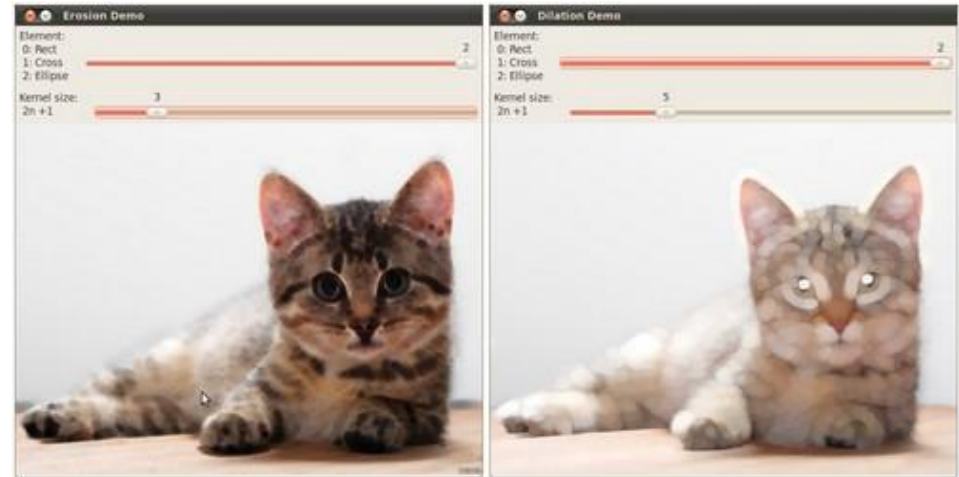 Erosion Demo
Element:
0: Rect
1: Cross
2: Ellipse
2
Kernel size:
2n +1
3
Dilation Demo
Element:
0: Rect
1: Cross
2: Ellipse
2
Kernel size:
2n +1
5